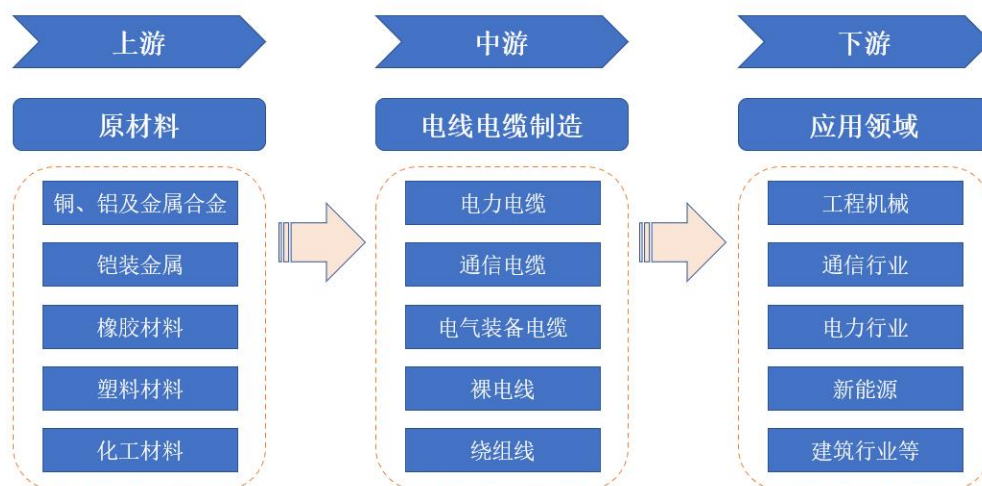 上游
原材料
铜、铝及金属合金
铠装金属
橡胶材料
塑料材料
化工材料
中游
电线电缆制造
电力电缆
通信电缆
电气装备电缆
裸电线
绕组线
下游
应用领域
工程机械
通信行业
电力行业
新能源
建筑行业等